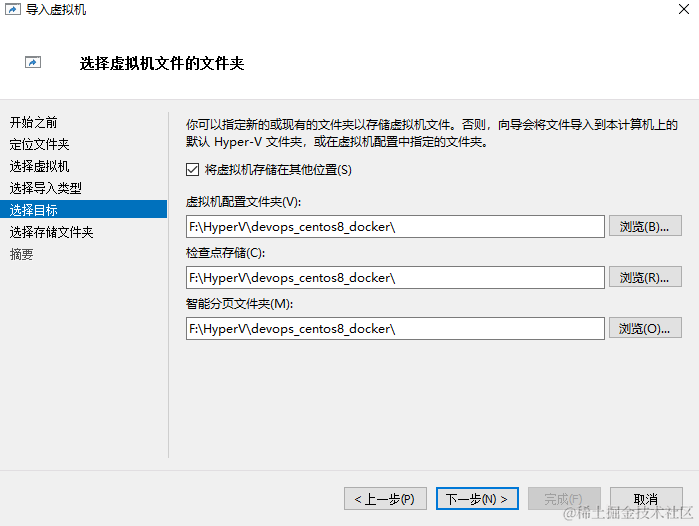 导入虚拟机
选择虚拟机文件的文件夹
开始之前
定位文件夹
选择虚拟机
选择导入类型
选择目标
选择存储文件夹
摘要
你可以指定新的或现有的文件夹以存储虚拟机文件。否则，向导会将文件导入到本计算机上的
默认 Hyper-V 文件夹，或在虚拟机配置中指定的文件夹。
将虚拟机存储在其他位置(S)
虚拟机配置文件夹(V):
F:\HyperV\devops_centos8_docker\
浏览(B)...
检查点存储(C):
F:\HyperV\devops_centos8_docker\
浏览(R)...
智能分页文件夹(M):
F:\HyperV\devops_centos8_docker\
浏览(O)...
< 上一步(P)
下一步(N) >
完成(F)
取消
@稀土掘金技术社区